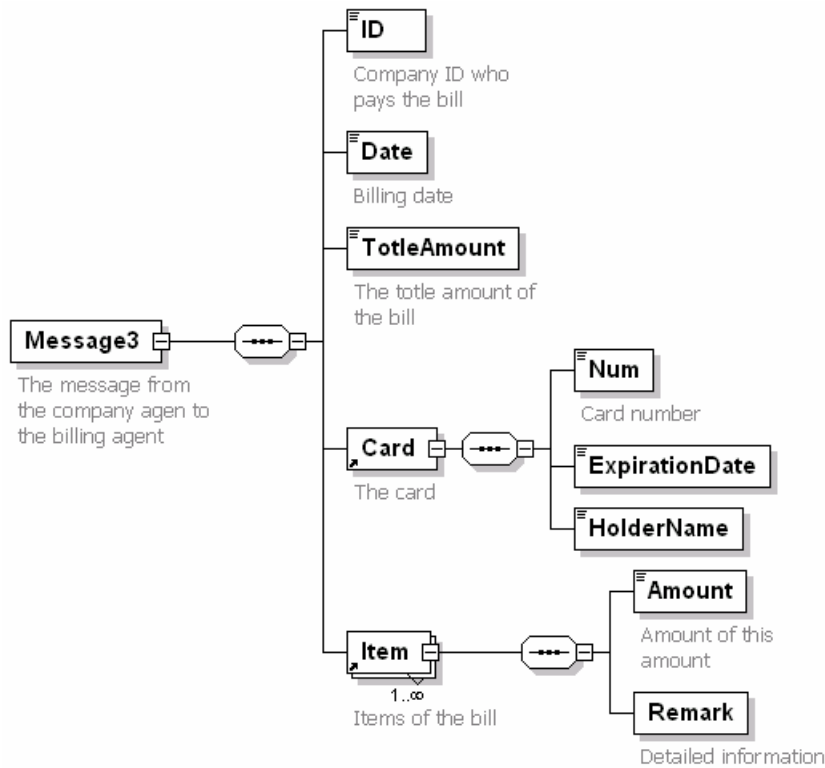 ID
Company ID who
pays the bill
Date
Billing date
TotleAmount
The totle amount of
the bill
Message3
The message from
the company agen to
the billing agent
Card
The card
Num
Card number
ExpirationDate
HolderName
Item
1..∞
Items of the bill
Amount
Amount of this
amount
Remark
Detailed information